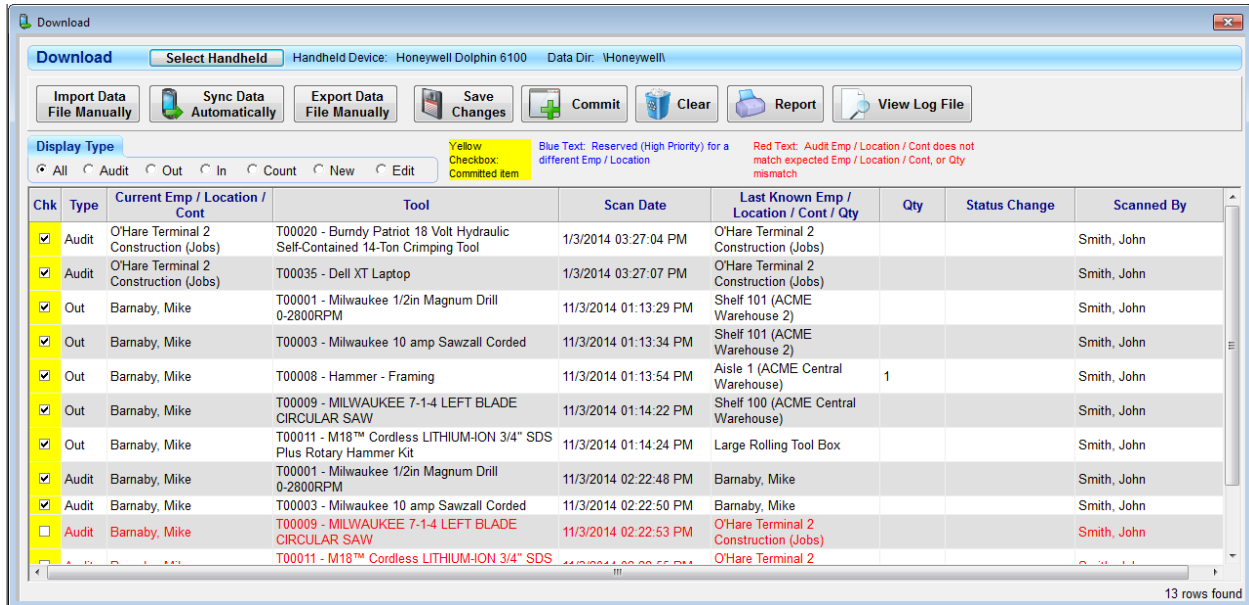 Download
Download Select Handheld Handheld Device: Honeywell Dolphin 6100 Data Dir: \Honeywell\
Import Data File Manually
Sync Data Automatically
Export Data File Manually
Save Changes
Commit
Clear
Report
View Log File
Display Type
All Audit Out In Count New Edit
Yellow
Checkbox:
Committed item
Blue Text: Reserved (High Priority) for a
different Emp / Location
Red Text: Audit Emp / Location / Cont does not
match expected Emp / Location / Cont, or Qty
mismatch
Chk Type Current Emp / Location / Cont Tool Scan Date Last Known Emp / Location / Cont / Qty Qty Status Change Scanned By
Audit O'Hare Terminal 2 Construction (Jobs) T00020 - Burndy Patriot 18 Volt Hydraulic Self-Contained 14-Ton Crimping Tool 1/3/2014 03:27:04 PM O'Hare Terminal 2 Construction (Jobs) Smith, John
Audit O'Hare Terminal 2 Construction (Jobs) T00035 - Dell XT Laptop 1/3/2014 03:27:07 PM O'Hare Terminal 2 Construction (Jobs) Smith, John
Out Barnaby, Mike T00001 - Milwaukee 1/2in Magnum Drill 0-2800RPM 11/3/2014 01:13:29 PM Shelf 101 (ACME Warehouse 2) Smith, John
Out Barnaby, Mike T00003 - Milwaukee 10 amp Sawzall Corded 11/3/2014 01:13:34 PM Shelf 101 (ACME Warehouse 2) Smith, John
Out Barnaby, Mike T00008 - Hammer - Framing 11/3/2014 01:13:54 PM Aisle 1 (ACME Central Warehouse) 1 Smith, John
Out Barnaby, Mike T00009 - MILWAUKEE 7-1-4 LEFT BLADE CIRCULAR SAW 11/3/2014 01:14:22 PM Shelf 100 (ACME Central Warehouse) Smith, John
Out Barnaby, Mike T00011 - M18™ Cordless LITHIUM-ION 3/4" SDS Plus Rotary Hammer Kit 11/3/2014 01:14:24 PM Large Rolling Tool Box Smith, John
Audit Barnaby, Mike T00001 - Milwaukee 1/2in Magnum Drill 0-2800RPM 11/3/2014 02:22:48 PM Barnaby, Mike Smith, John
Audit Barnaby, Mike T00003 - Milwaukee 10 amp Sawzall Corded 11/3/2014 02:22:50 PM Barnaby, Mike Smith, John
Audit Barnaby, Mike T00009 - MILWAUKEE 7-1-4 LEFT BLADE CIRCULAR SAW 11/3/2014 02:22:53 PM O'Hare Terminal 2 Construction (Jobs) Smith, John
T00011 - M18™ Cordless LITHIUM-ION 3/4" SDS O'Hare Terminal 2
13 rows found